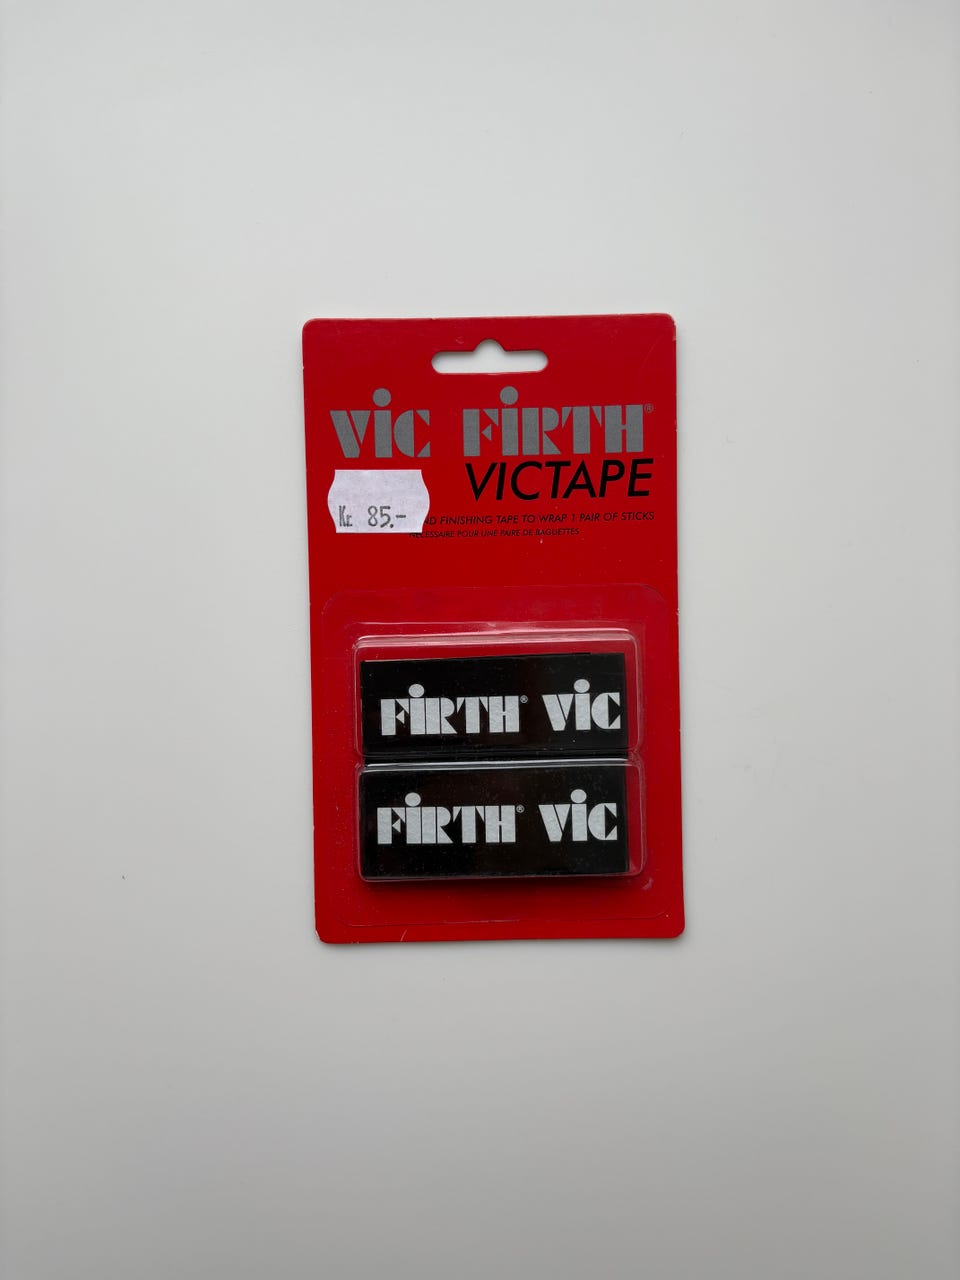 VIC FIRTH®
VICTAPE
Kr. 85.-
ND FINISHING TAPE TO WRAP 1 PAIR OF STICKS
NÉCESSAIRE POUR UNE PAIRE DE BAGUETTES
FIRTH® VIC
FIRTH® VIC